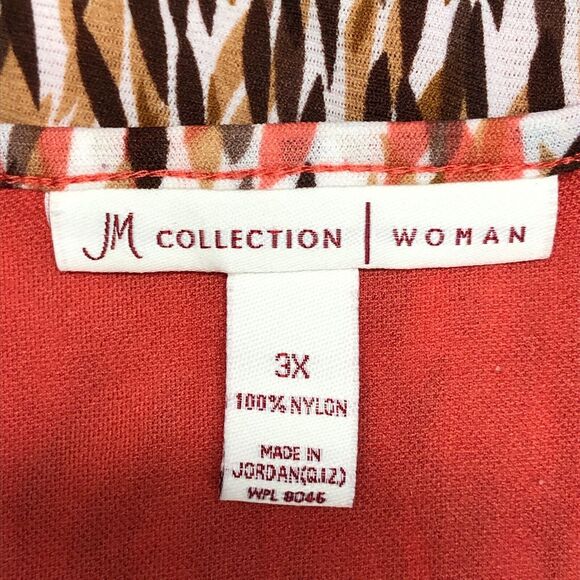 JM COLLECTION | WOMAN
3X
100% NYLON
MADE IN
JORDAN(Q.I.Z.)
WPL 8046